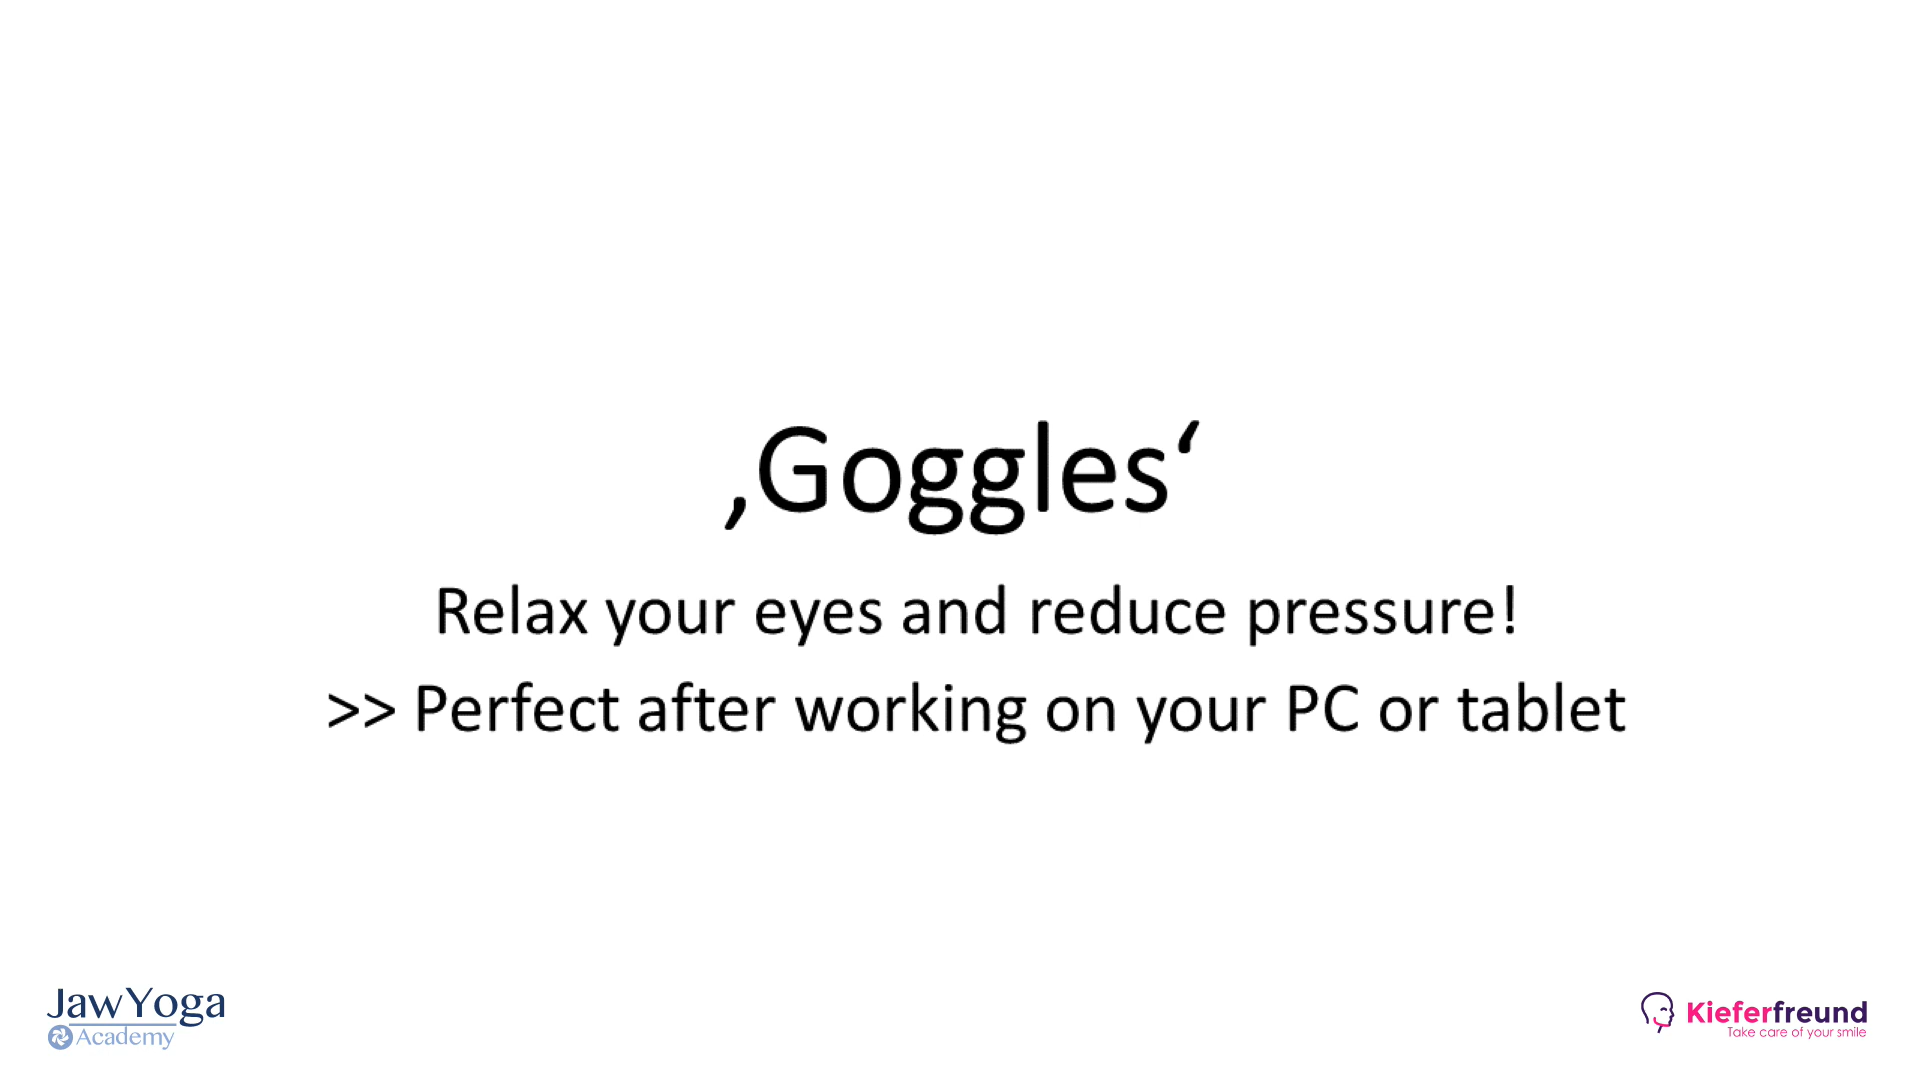 ‚Goggles‘
Relax your eyes and reduce pressure!
>> Perfect after working on your PC or tablet
JawYoga
Academy
Kieferfreund
Take care of your smile